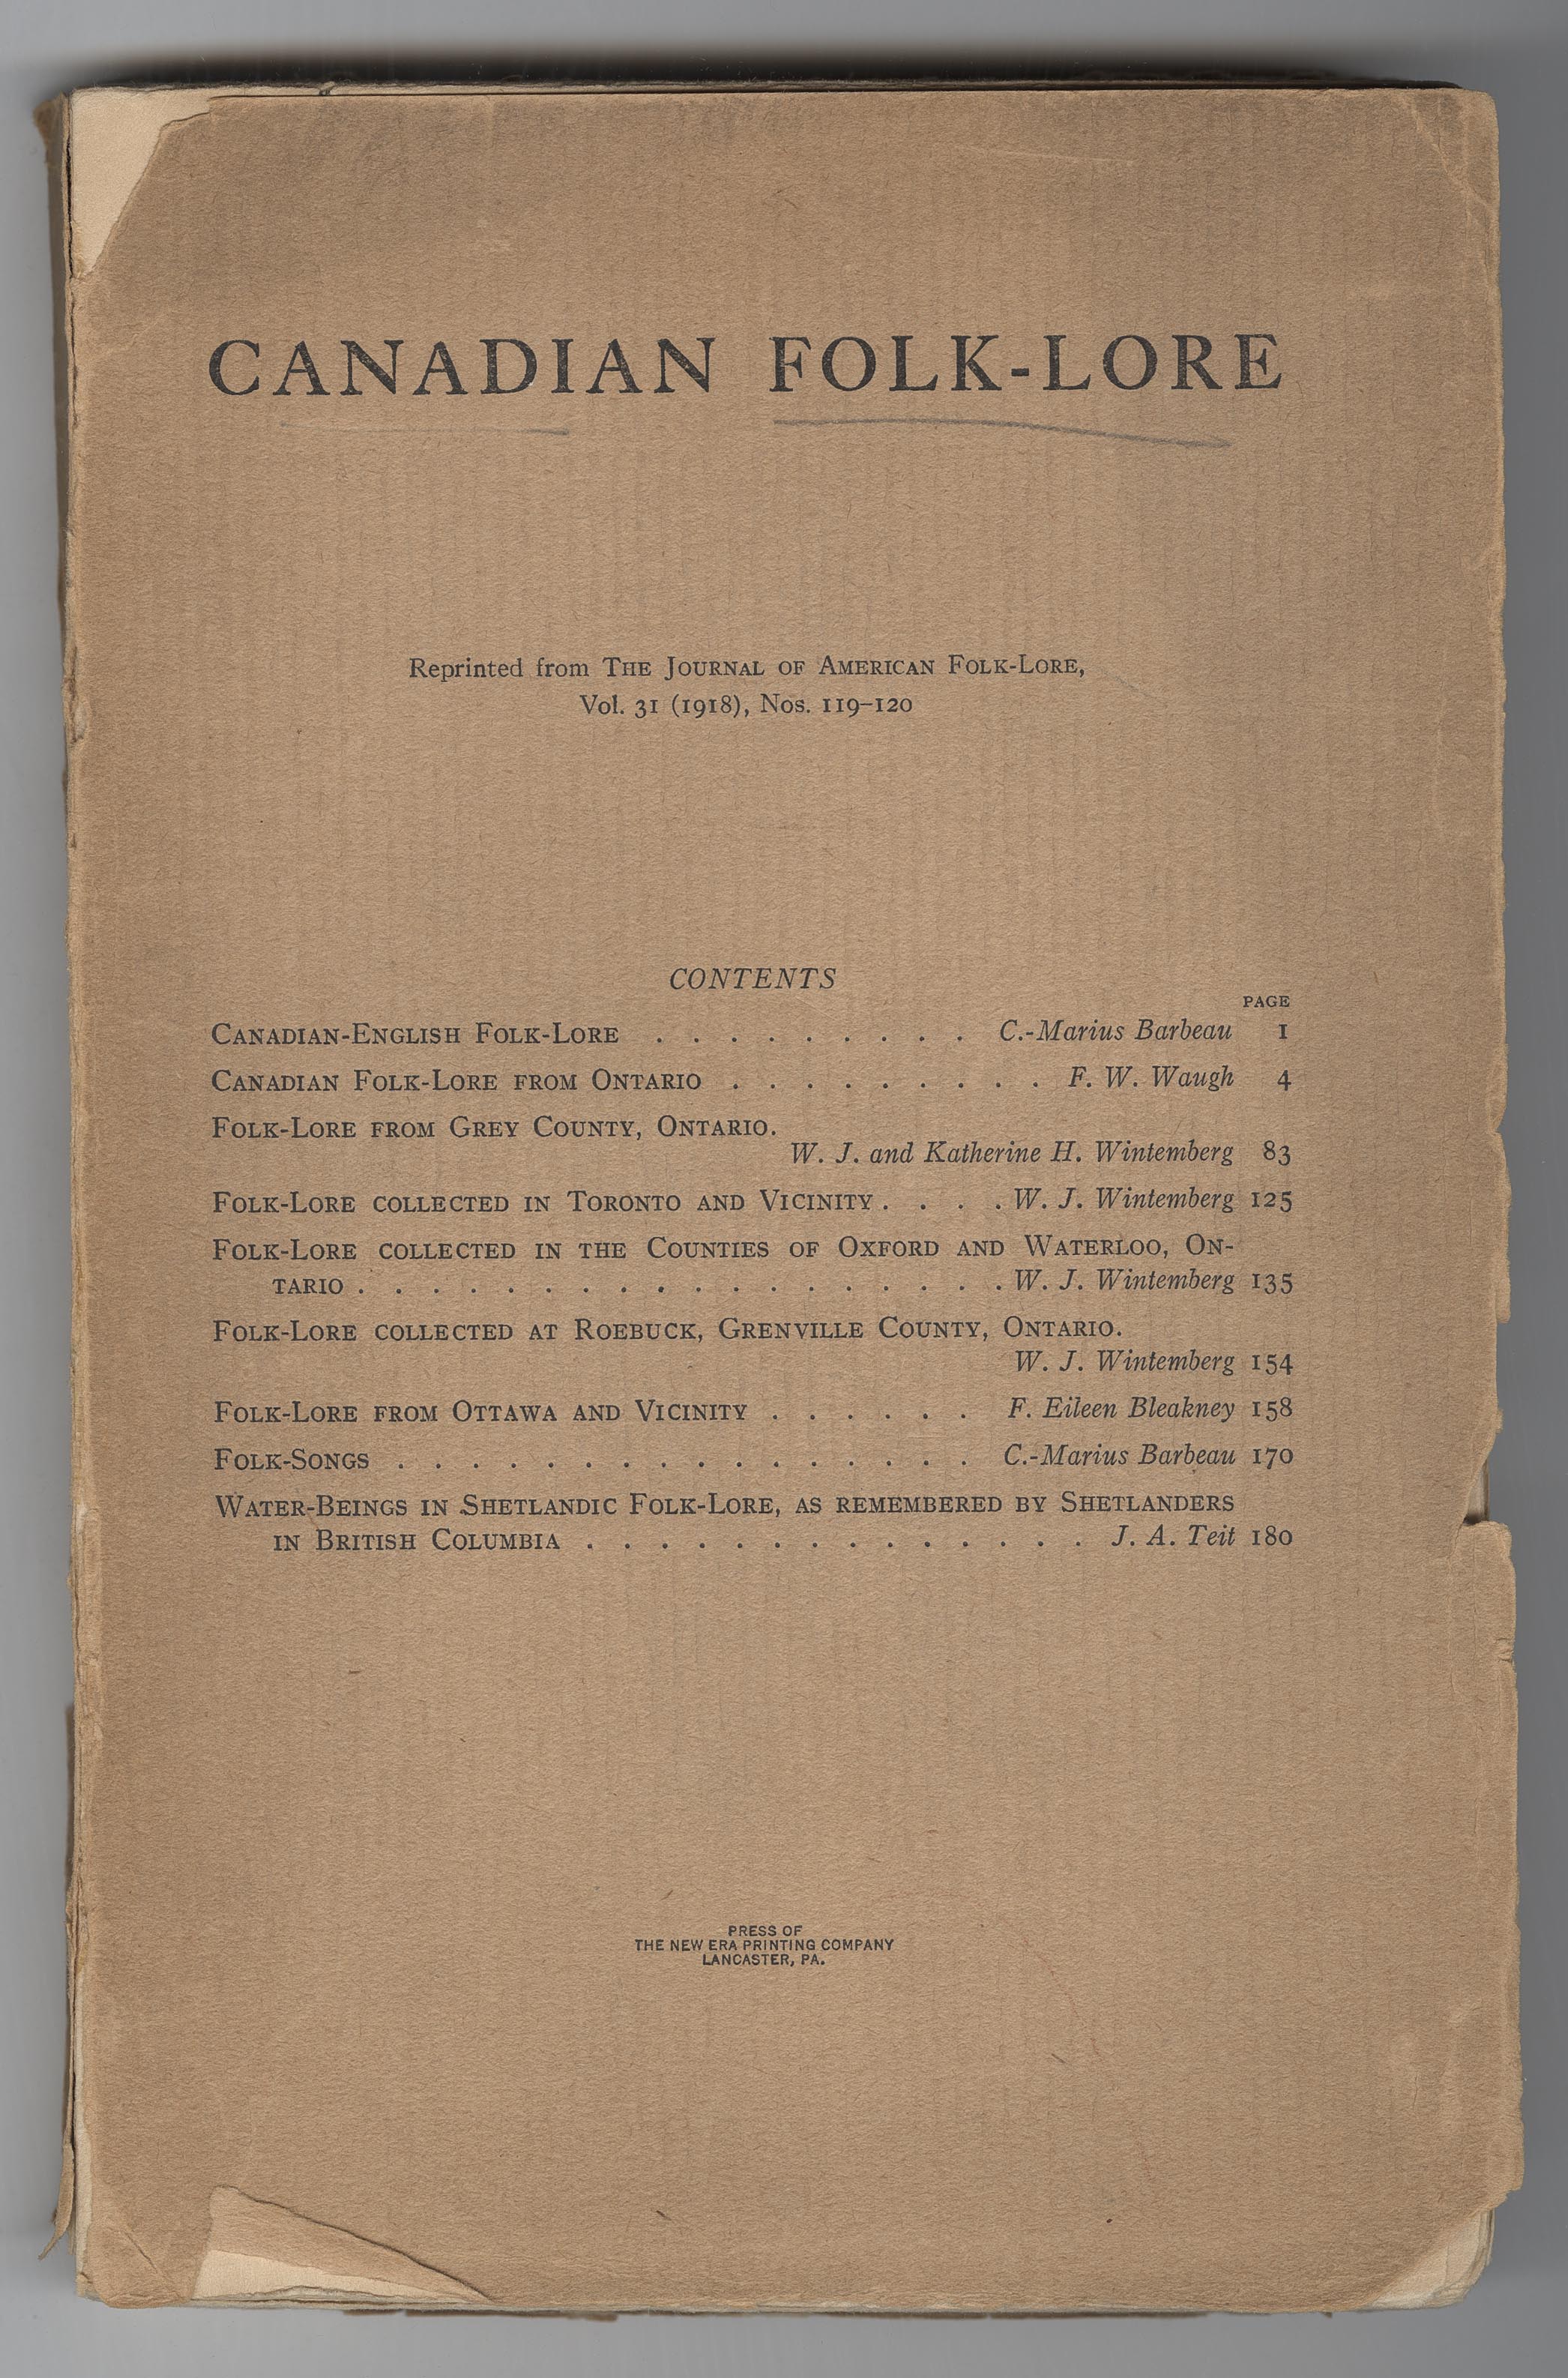 CANADIAN FOLK-LORE
Reprinted from THE JOURNAL OF AMERICAN FOLK-LORE,
Vol. 31 (1918), Nos. 119–120
CONTENTS
PAGE
CANADIAN-ENGLISH FOLK-LORE . . . . . . . . . C.-Marius Barbeau 1
CANADIAN FOLK-LORE FROM ONTARIO . . . . . . . . . F. W. Waugh 4
FOLK-LORE FROM GREY COUNTY, ONTARIO.
W. J. and Katherine H. Wintemberg 83
FOLK-LORE COLLECTED IN TORONTO AND VICINITY . . . . W. J. Wintemberg 125
FOLK-LORE COLLECTED IN THE COUNTIES OF OXFORD AND WATERLOO, ON-
TARIO . . . . . . . . . . . . . . . . . . W. J. Wintemberg 135
FOLK-LORE COLLECTED AT ROEBUCK, GRENVILLE COUNTY, ONTARIO.
W. J. Wintemberg 154
FOLK-LORE FROM OTTAWA AND VICINITY . . . . . . F. Eileen Bleakney 158
FOLK-SONGS . . . . . . . . . . . . . . . . C.-Marius Barbeau 170
WATER-BEINGS IN SHETLANDIC FOLK-LORE, AS REMEMBERED BY SHETLANDERS
IN BRITISH COLUMBIA . . . . . . . . . . . . . . J. A. Teit 180
PRESS OF
THE NEW ERA PRINTING COMPANY
LANCASTER, PA.